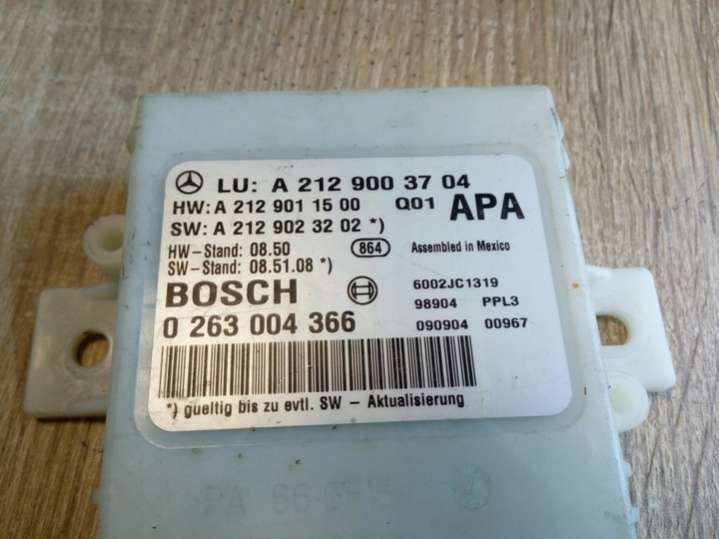 LU: A 212 900 37 04
HW: A 212 901 15 00 Q01 APA
SW: A 212 902 32 02 *)
HW-Stand: 08.50 864 Assembled in Mexico
SW-Stand: 08.51.08 *)
BOSCH 6002JC1319
98904 PPL3
0 263 004 366 090904 00967
*) gueltig bis zu evtl. SW - Aktualisierung
PA 66